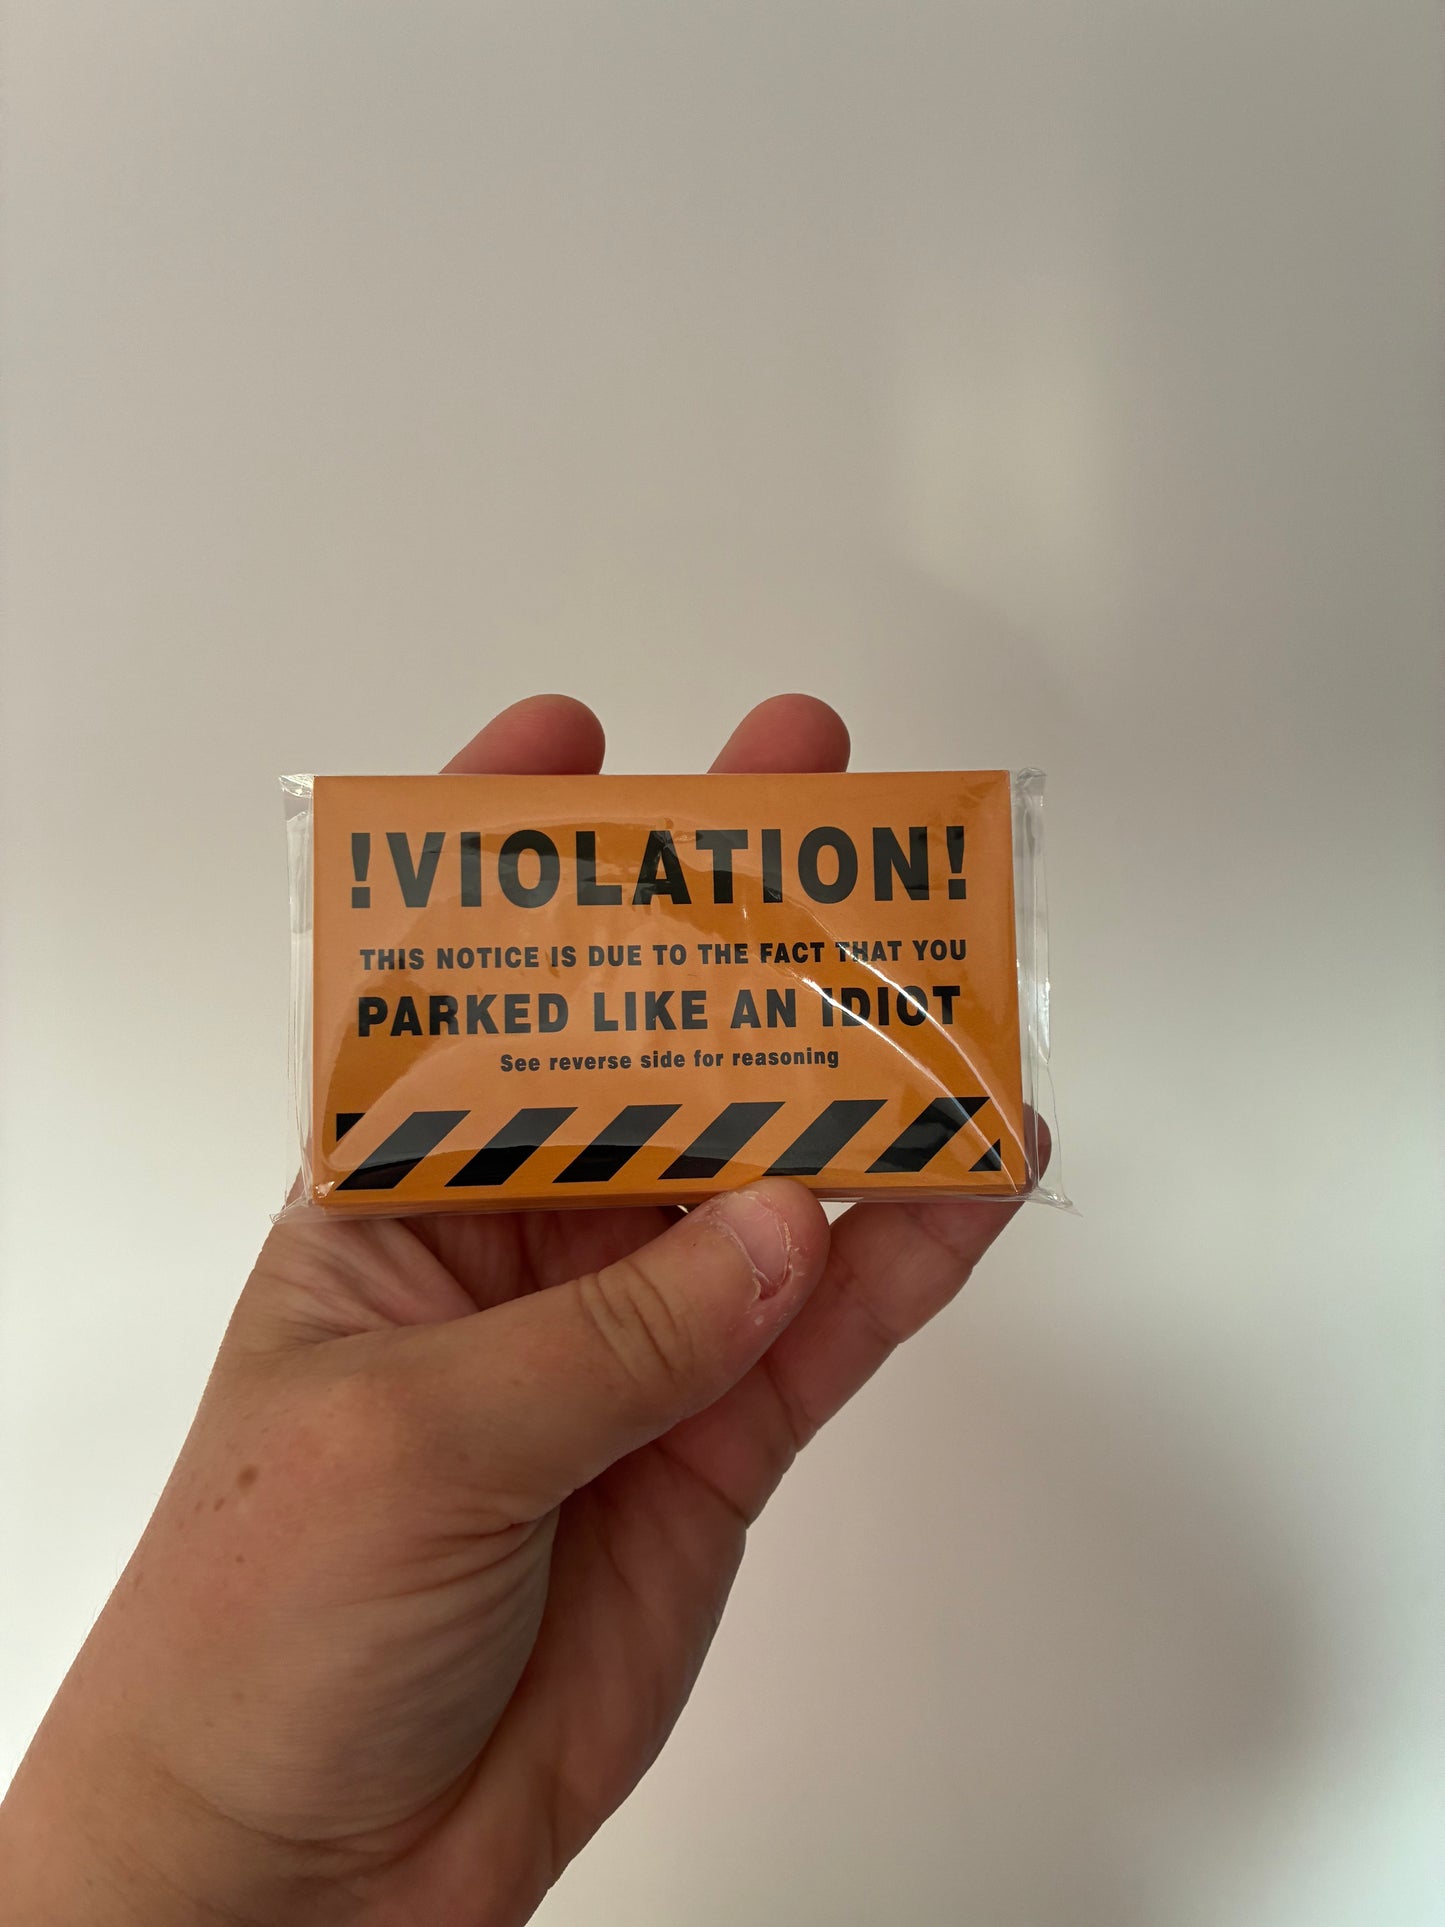 !VIOLATION!
THIS NOTICE IS DUE TO THE FACT THAT YOU
PARKED LIKE AN IDIOT
See reverse side for reasoning